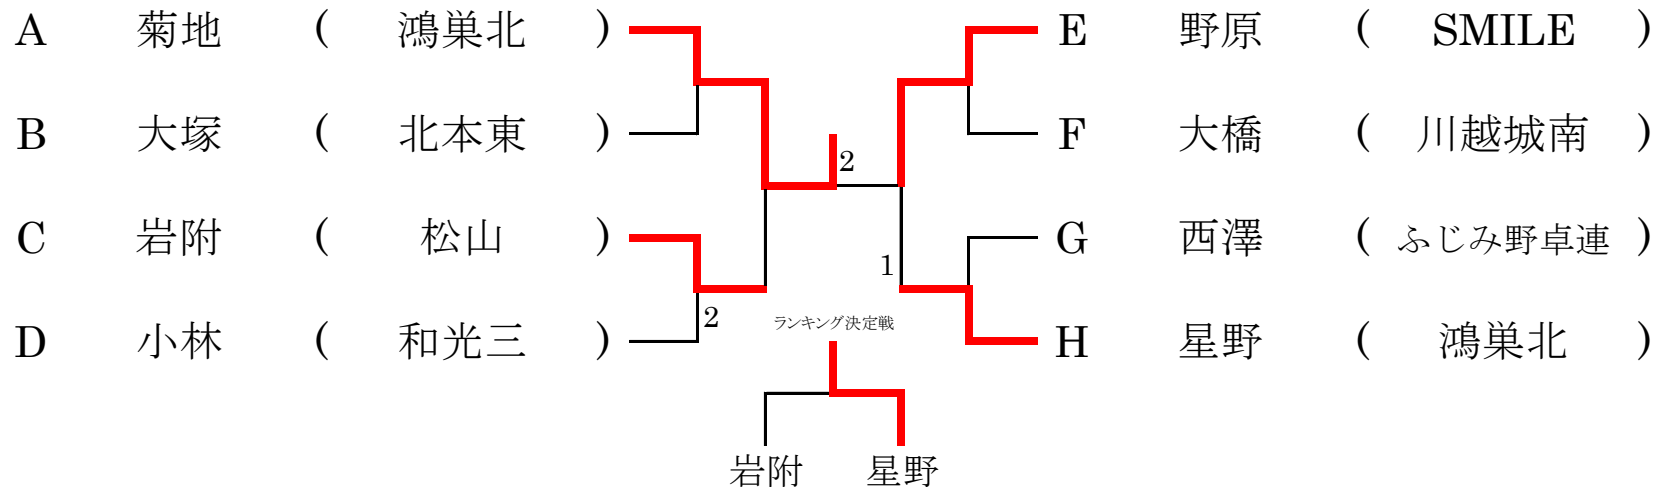 A 菊地 ( 鴻巣北 ) E 野原 ( SMILE )
B 大塚 ( 北本東 ) F 大橋 ( 川越城南 )
2
C 岩附 ( 松山 ) G 西澤 ( ふじみ野卓連 )
1
2 ランキング決定戦
D 小林 ( 和光三 ) H 星野 ( 鴻巣北 )
岩附 星野